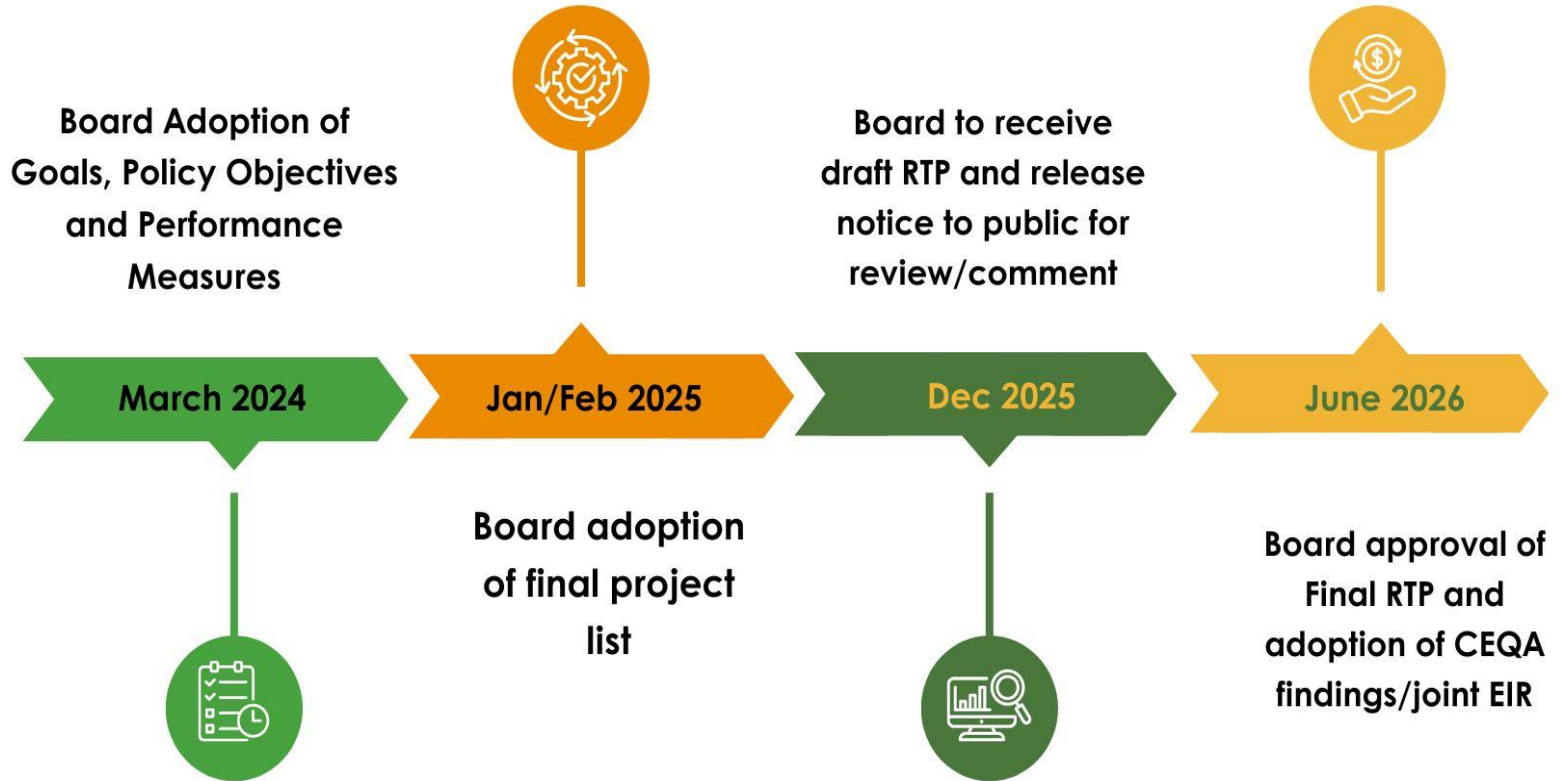 Board Adoption of
Goals, Policy Objectives
and Performance
Measures
March 2024
Jan/Feb 2025
Board adoption
of final project
list
Board to receive
draft RTP and release
notice to public for
review/comment
Dec 2025
June 2026
Board approval of
Final RTP and
adoption of CEQA
findings/joint EIR
$